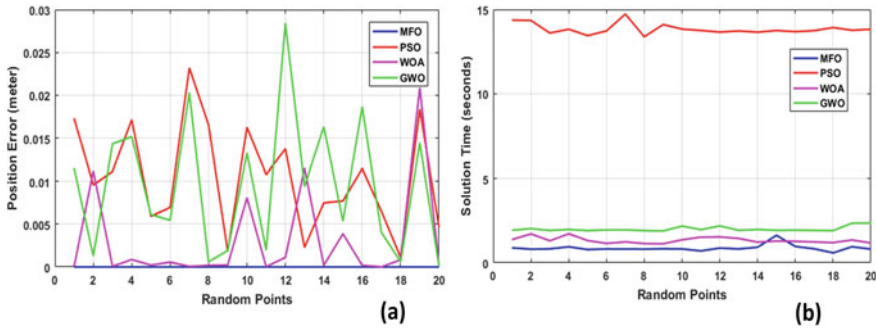 0.03
0.025
0.02
0.015
0.01
0.005
0
Position Error (meter)
MFO
PSO
WOA
GWO
0 2 4 6 8 10 12 14 16 18 20
Random Points
(a)
15
10
5
0
Solution Time (seconds)
MFO
PSO
WOA
GWO
0 2 4 6 8 10 12 14 16 18 20
Random Points
(b)